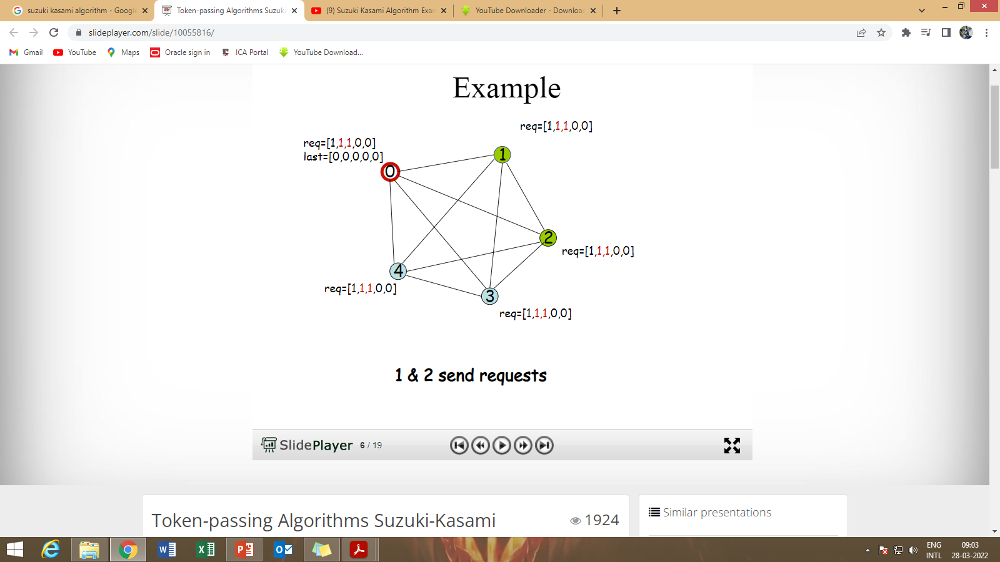 suzuki kasami algorithm - Googl
Token-passing Algorithms Suzuki
(9) Suzuki Kasami Algorithm Exam
YouTube Downloader - Download
slideplayer.com/slide/10055816/
Gmail
YouTube
Maps
Oracle sign in
ICA Portal
YouTube Download...
Example
req=[1,1,1,0,0]
req=[1,1,1,0,0]
last=[0,0,0,0,0]
1
0
2
req=[1,1,1,0,0]
4
req=[1,1,1,0,0]
3
req=[1,1,1,0,0]
1 & 2 send requests
SlidePlayer 6 / 19
Token-passing Algorithms Suzuki-Kasami
1924
Similar presentations
ENG
INTL
09:03
28-03-2022